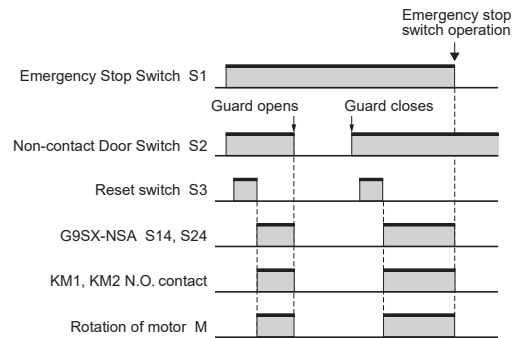 Emergency stop
switch operation
Emergency Stop Switch S1
Guard opens
Guard closes
Non-contact Door Switch S2
Reset switch S3
G9SX-NSA S14, S24
KM1, KM2 N.O. contact
Rotation of motor M